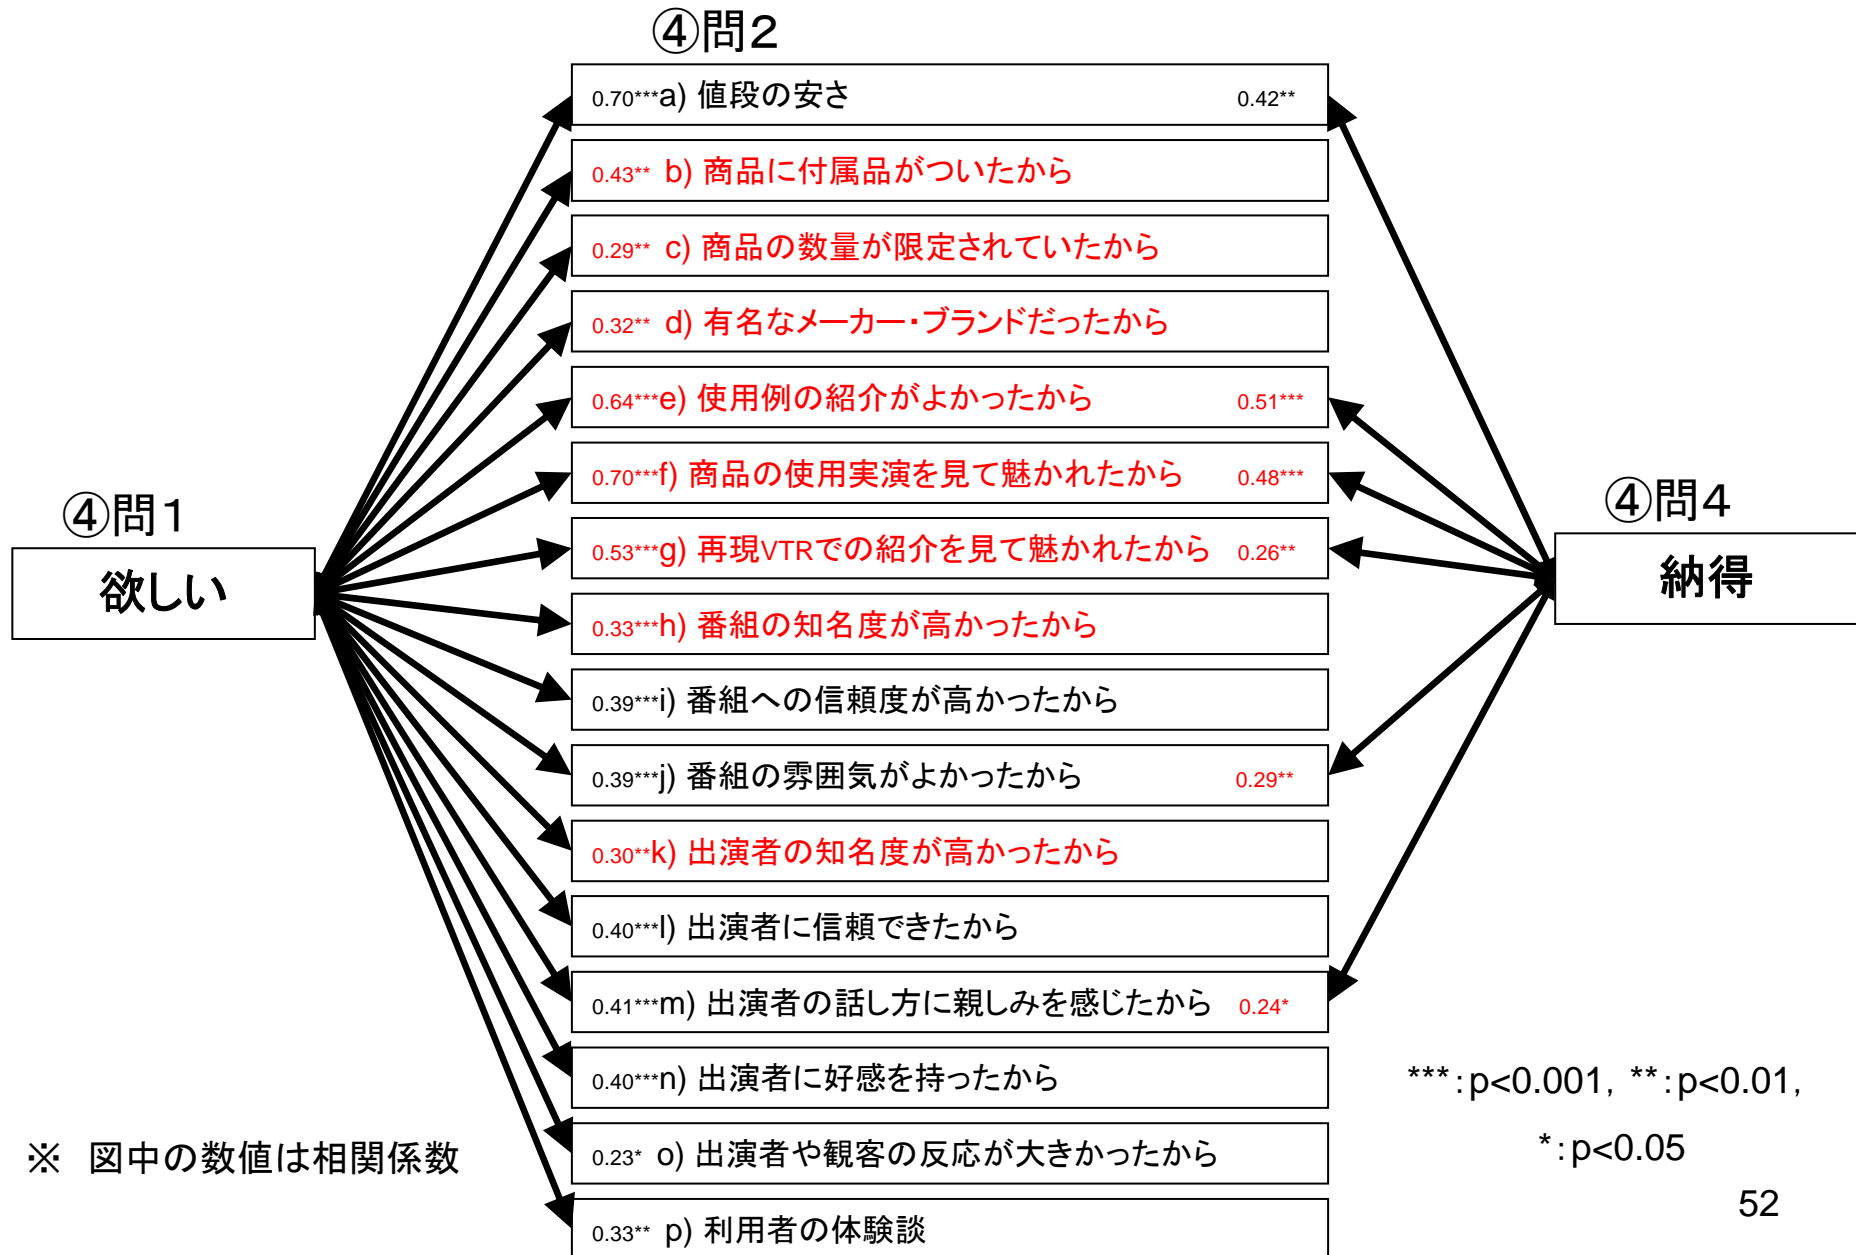 ④問2
0.70***a) 値段の安さ 0.42**
0.43** b) 商品に付属品がついたから
0.29** c) 商品の数量が限定されていたから
0.32** d) 有名なメーカー・ブランドだったから
0.64***e) 使用例の紹介がよかったから 0.51***
0.70***f) 商品の使用実演を見て魅かれたから 0.48***
④問1
欲しい
0.53***g) 再現VTRでの紹介を見て魅かれたから 0.26**
④問4
納得
0.33***h) 番組の知名度が高かったから
0.39***i) 番組への信頼度が高かったから
0.39***j) 番組の雰囲気がよかったから 0.29**
0.30**k) 出演者の知名度が高かったから
0.40***l) 出演者に信頼できたから
0.41***m) 出演者の話し方に親しみを感じたから 0.24*
0.40***n) 出演者に好感を持ったから
0.23* o) 出演者や観客の反応が大きかったから
0.33** p) 利用者の体験談
***:p<0.001, **:p<0.01,
*:p<0.05
※ 図中の数値は相関係数
52